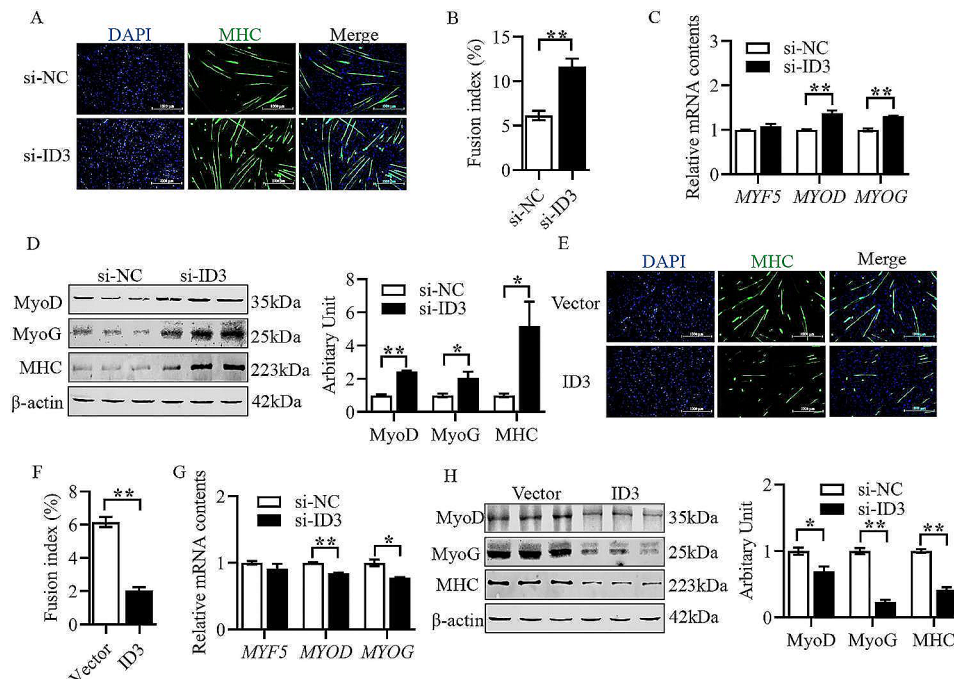 A
DAPI MHC Merge
si-NC
si-ID3
B
Fusion index (%)
15
10
5
0
**
si-NC
si-ID3
C
Relative mRNA contents
3
2
1
0
si-NC
si-ID3
** **
MYF5 MYOD MYOG
D
si-NC si-ID3
MyoD 35kDa
MyoG 25kDa
MHC 223kDa
β-actin 42kDa
Arbitary Unit
8
6
4
2
0
si-NC
si-ID3
** * *
MyoD MyoG MHC
E
DAPI MHC Merge
Vector
ID3
F
Fusion index (%)
8
6
4
2
0
**
Vector
ID3
G
Relative mRNA contents
2
1
0
si-NC
si-ID3
** *
MYF5 MYOD MYOG
H
Vector ID3
MyoD 35kDa
MyoG 25kDa
MHC 223kDa
β-actin 42kDa
Arbitary Unit
2
1
0
si-NC
si-ID3
* ** **
MyoD MyoG MHC